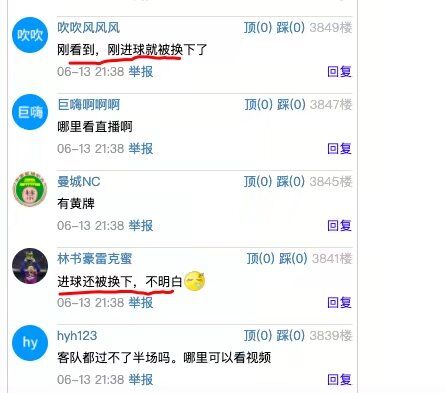 吹吹
吹吹风风风 顶(0) 踩(0) 3849楼
刚看到，刚进球就被换下了
06-13 21:38 举报 回复
巨嗨
巨嗨啊啊啊 顶(0) 踩(0) 3847楼
哪里看直播啊
06-13 21:38 举报 回复
曼城NC 顶(0) 踩(0) 3845楼
有黄牌
06-13 21:38 举报 回复
林书豪雷克蜜 顶(0) 踩(0) 3841楼
进球还被换下，不明白
06-13 21:38 举报 回复
hy
hyh123 顶(0) 踩(0) 3839楼
客队都过不了半场吗。哪里可以看视频
06-13 21:38 举报 回复